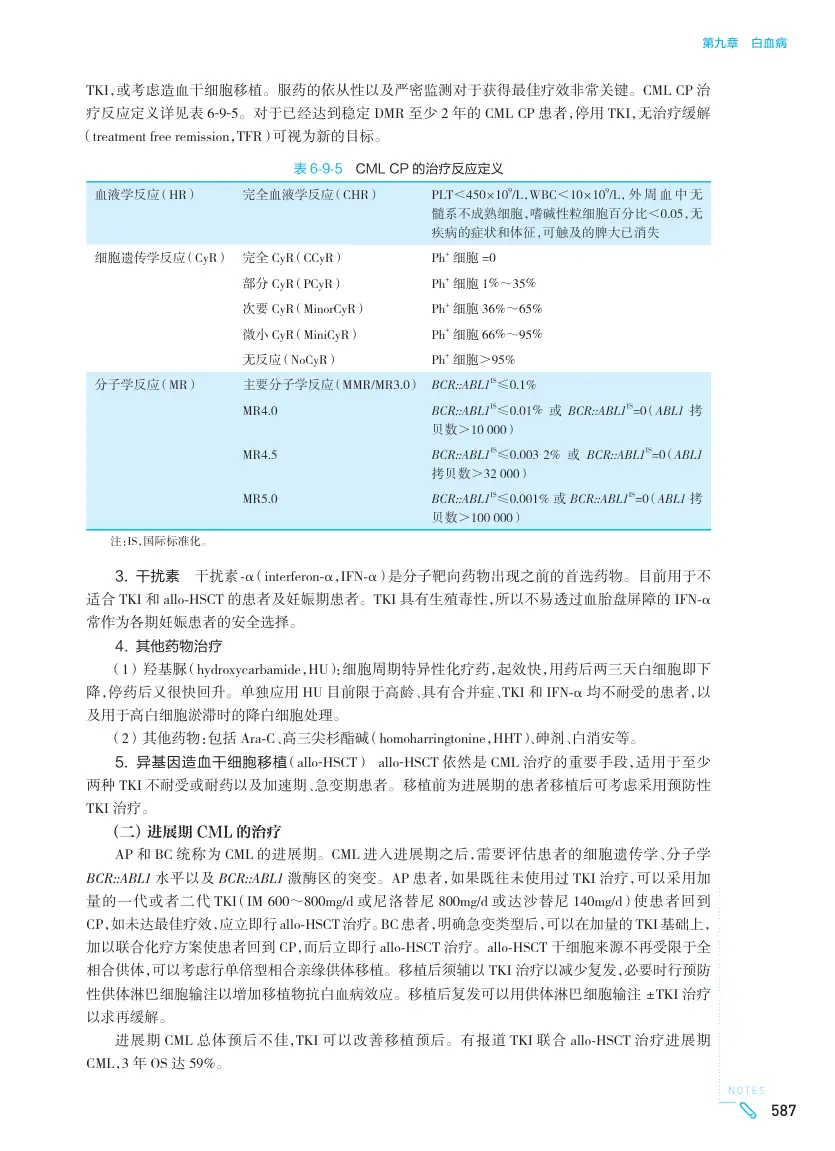 第九章 白血病
TKI，或考虑造血干细胞移植。服药的依从性以及严密监测对于获得最佳疗效非常关键。CML CP 治
疗反应定义详见表 6-9-5。对于已经达到稳定 DMR 至少 2 年的 CML CP 患者，停用 TKI，无治疗缓解
（treatment free remission，TFR）可视为新的目标。
表 6-9-5 CML CP 的治疗反应定义
血液学反应（HR） 完全血液学反应（CHR） PLT＜450×10⁹/L，WBC＜10×10⁹/L，外周血中无
髓系不成熟细胞，嗜碱性粒细胞百分比＜0.05，无
疾病的症状和体征，可触及的脾大已消失
细胞遗传学反应（CyR） 完全 CyR（CCyR） Ph⁺ 细胞 =0
部分 CyR（PCyR） Ph⁺ 细胞 1%～35%
次要 CyR（MinorCyR） Ph⁺ 细胞 36%～65%
微小 CyR（MiniCyR） Ph⁺ 细胞 66%～95%
无反应（NoCyR） Ph⁺ 细胞＞95%
分子学反应（MR） 主要分子学反应（MMR/MR3.0） BCR::ABL1ᴵˢ≤0.1%
MR4.0 BCR::ABL1ᴵˢ≤0.01% 或 BCR::ABL1ᴵˢ=0（ABL1 拷
贝数＞10 000）
MR4.5 BCR::ABL1ᴵˢ≤0.003 2% 或 BCR::ABL1ᴵˢ=0（ABL1
拷贝数＞32 000）
MR5.0 BCR::ABL1ᴵˢ≤0.001% 或 BCR::ABL1ᴵˢ=0（ABL1 拷
贝数＞100 000）
注：IS，国际标准化。
3. 干扰素 干扰素 -α（interferon-α，IFN-α）是分子靶向药物出现之前的首选药物。目前用于不
适合 TKI 和 allo-HSCT 的患者及妊娠期患者。TKI 具有生殖毒性，所以不易透过血胎盘屏障的 IFN-α
常作为各期妊娠患者的安全选择。
4. 其他药物治疗
（1）羟基脲（hydroxycarbamide，HU）：细胞周期特异性化疗药，起效快，用药后两三天白细胞即下
降，停药后又很快回升。单独应用 HU 目前限于高龄、具有合并症、TKI 和 IFN-α 均不耐受的患者，以
及用于高白细胞淤滞时的降白细胞处理。
（2）其他药物：包括 Ara-C、高三尖杉酯碱（homoharringtonine，HHT）、砷剂、白消安等。
5. 异基因造血干细胞移植（allo-HSCT） allo-HSCT 依然是 CML 治疗的重要手段，适用于至少
两种 TKI 不耐受或耐药以及加速期、急变期患者。移植前为进展期的患者移植后可考虑采用预防性
TKI 治疗。
（二）进展期 CML 的治疗
AP 和 BC 统称为 CML 的进展期。CML 进入进展期之后，需要评估患者的细胞遗传学、分子学
BCR::ABL1 水平以及 BCR::ABL1 激酶区的突变。AP 患者，如果既往未使用过 TKI 治疗，可以采用加
量的一代或者二代 TKI（IM 600～800mg/d 或尼洛替尼 800mg/d 或达沙替尼 140mg/d）使患者回到
CP，如未达最佳疗效，应立即行 allo-HSCT 治疗。BC 患者，明确急变类型后，可以在加量的 TKI 基础上，
加以联合化疗方案使患者回到 CP，而后立即行 allo-HSCT 治疗。allo-HSCT 干细胞来源不再受限于全
相合供体，可以考虑行单倍型相合亲缘供体移植。移植后须辅以 TKI 治疗以减少复发，必要时行预防
性供体淋巴细胞输注以增加移植物抗白血病效应。移植后复发可以用供体淋巴细胞输注 ±TKI 治疗
以求再缓解。
进展期 CML 总体预后不佳，TKI 可以改善移植预后。有报道 TKI 联合 allo-HSCT 治疗进展期
CML，3 年 OS 达 59%。
NOTES
587